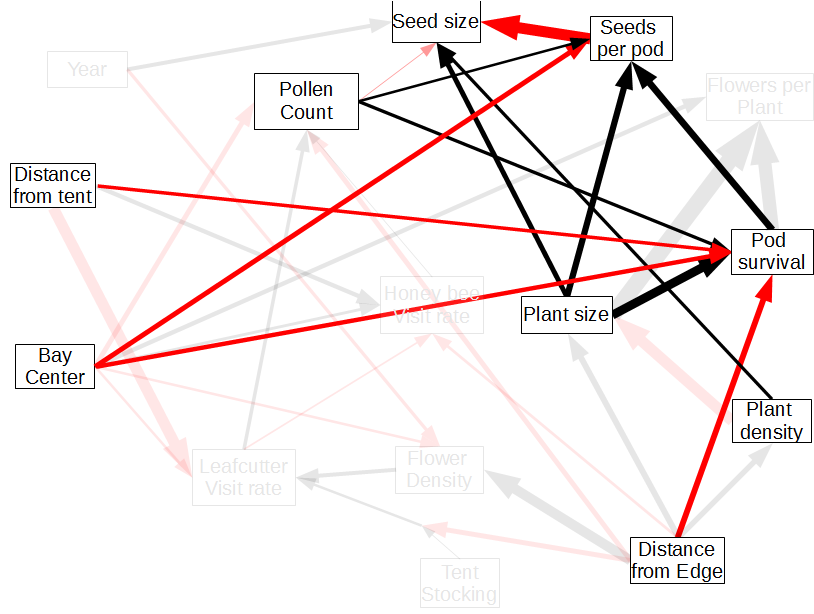 Seed size
Seeds
per pod
Year
Pollen
Count
Flowers per
Plant
Distance
from tent
Pod
survival
Honey bee
Visit rate
Plant size
Bay
Center
Plant
density
Leafcutter
Visit rate
Flower
Density
Distance
from Edge
Tent
Stocking